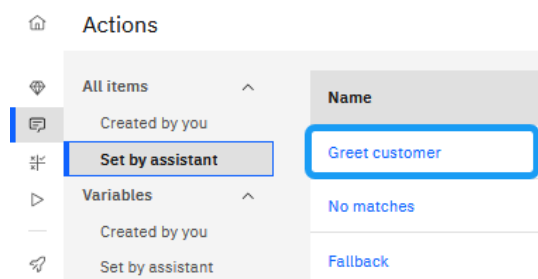 Actions
All items
Created by you
Set by assistant
Variables
Created by you
Set by assistant
Name
Greet customer
No matches
Fallback